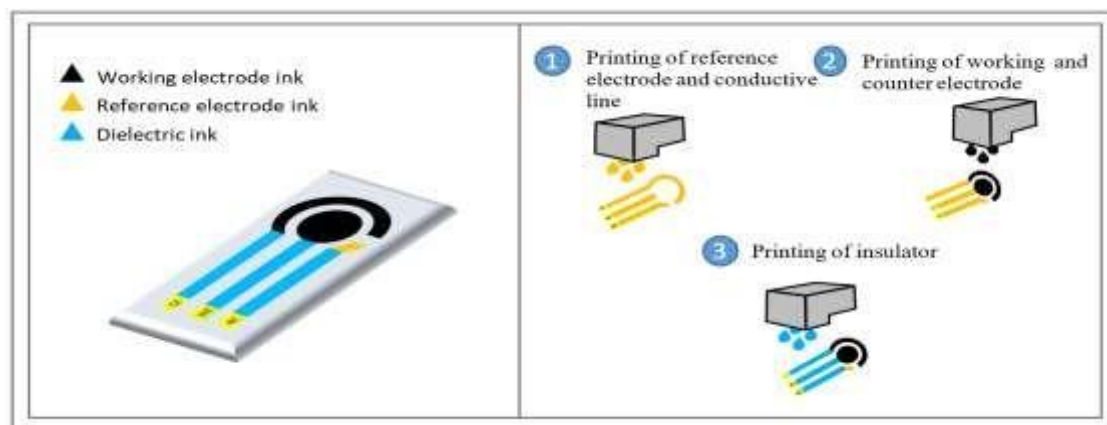 Working electrode ink
Reference electrode ink
Dielectric ink
1
Printing of reference
electrode and conductive
line
2
Printing of working and
counter electrode
3
Printing of insulator